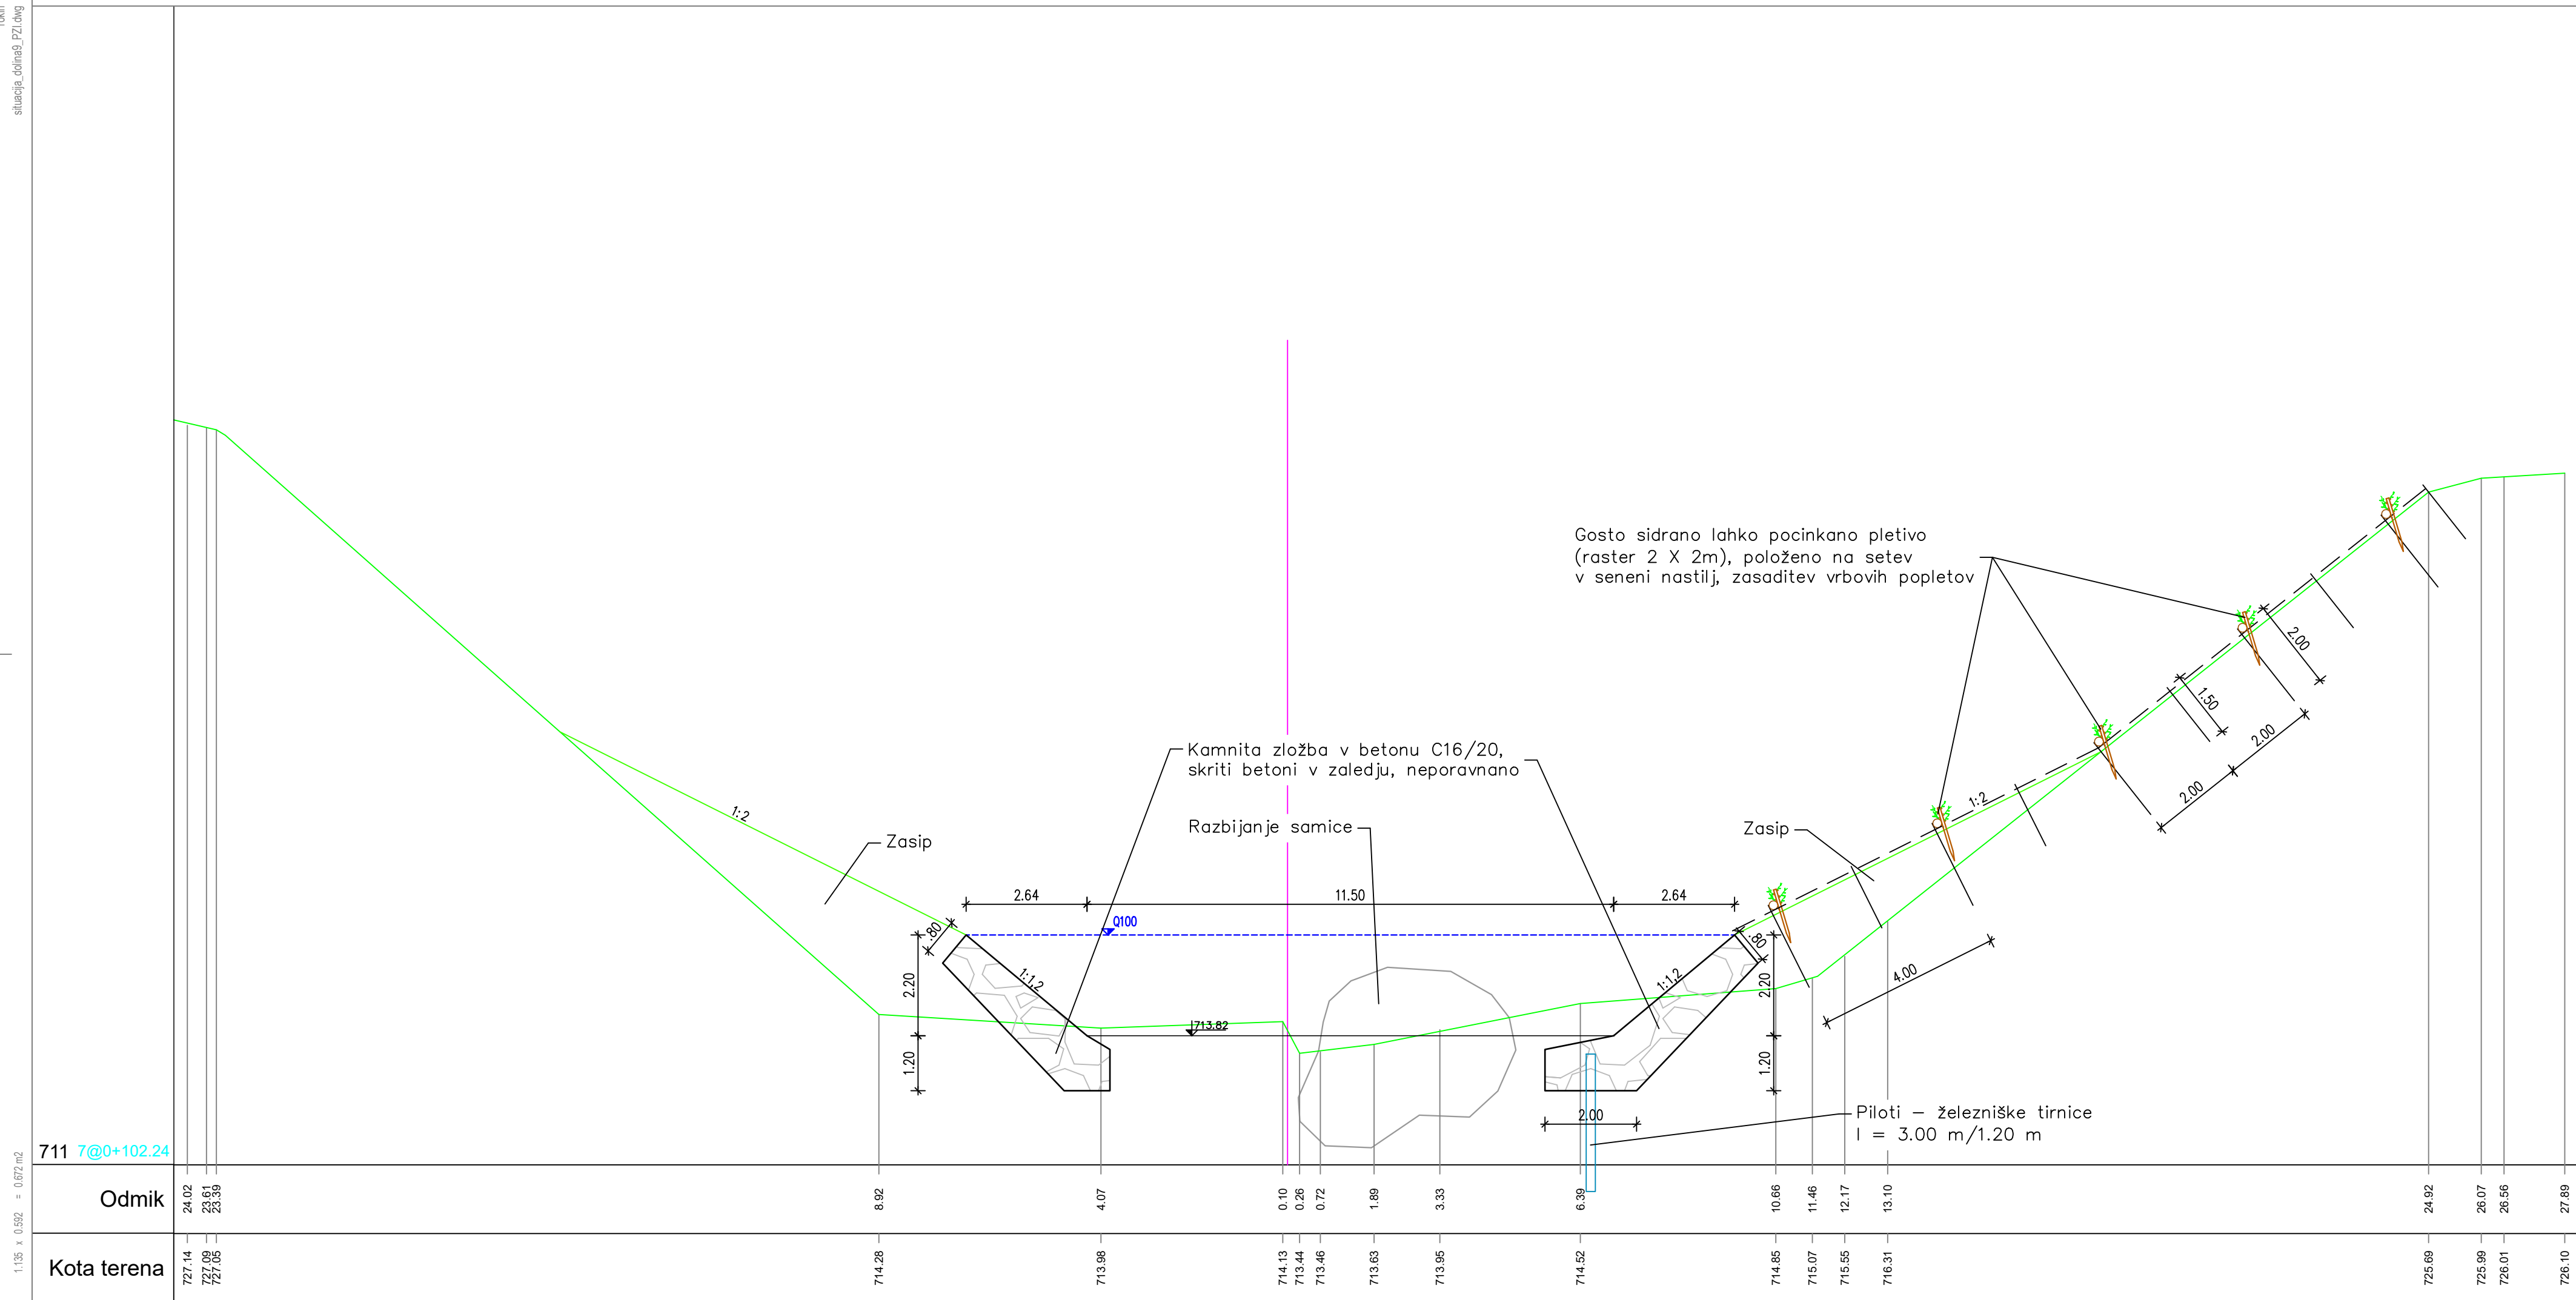 situacija_dolina9_PZI.dwg
Gosto sidrano lahko pocinkano pletivo
(raster 2 X 2m), položeno na setev
v seneni nastilj, zasaditev vrbovih popletov
2.00
1.50
2.00
2.00
Kamnita zložba v betonu C16/20,
skriti betoni v zaledju, neporavnano
1:2
1:2
Razbijanje samice
Zasip
Zasip
2.64
11.50
2.64
Q100
.80
.80
1:1,2
1:1,2
2.20
2.20
4.00
713.82
1.20
1.20
2.00
Piloti – železniške tirnice
l = 3.00 m/1.20 m
711 7@0+102.24
Odmik
24.02 23.61 23.39 8.92 4.07 0.10 0.26 0.72 1.89 3.33 6.39 10.66 11.46 12.17 13.10 24.92 26.07 26.56 27.89
Kota terena
727.14 727.09 727.05 714.28 713.98 714.13 713.44 713.46 713.63 713.95 714.52 714.85 715.07 715.55 716.31 725.69 725.99 726.01 726.10
1.135 x 0.592 = 0.672 m2